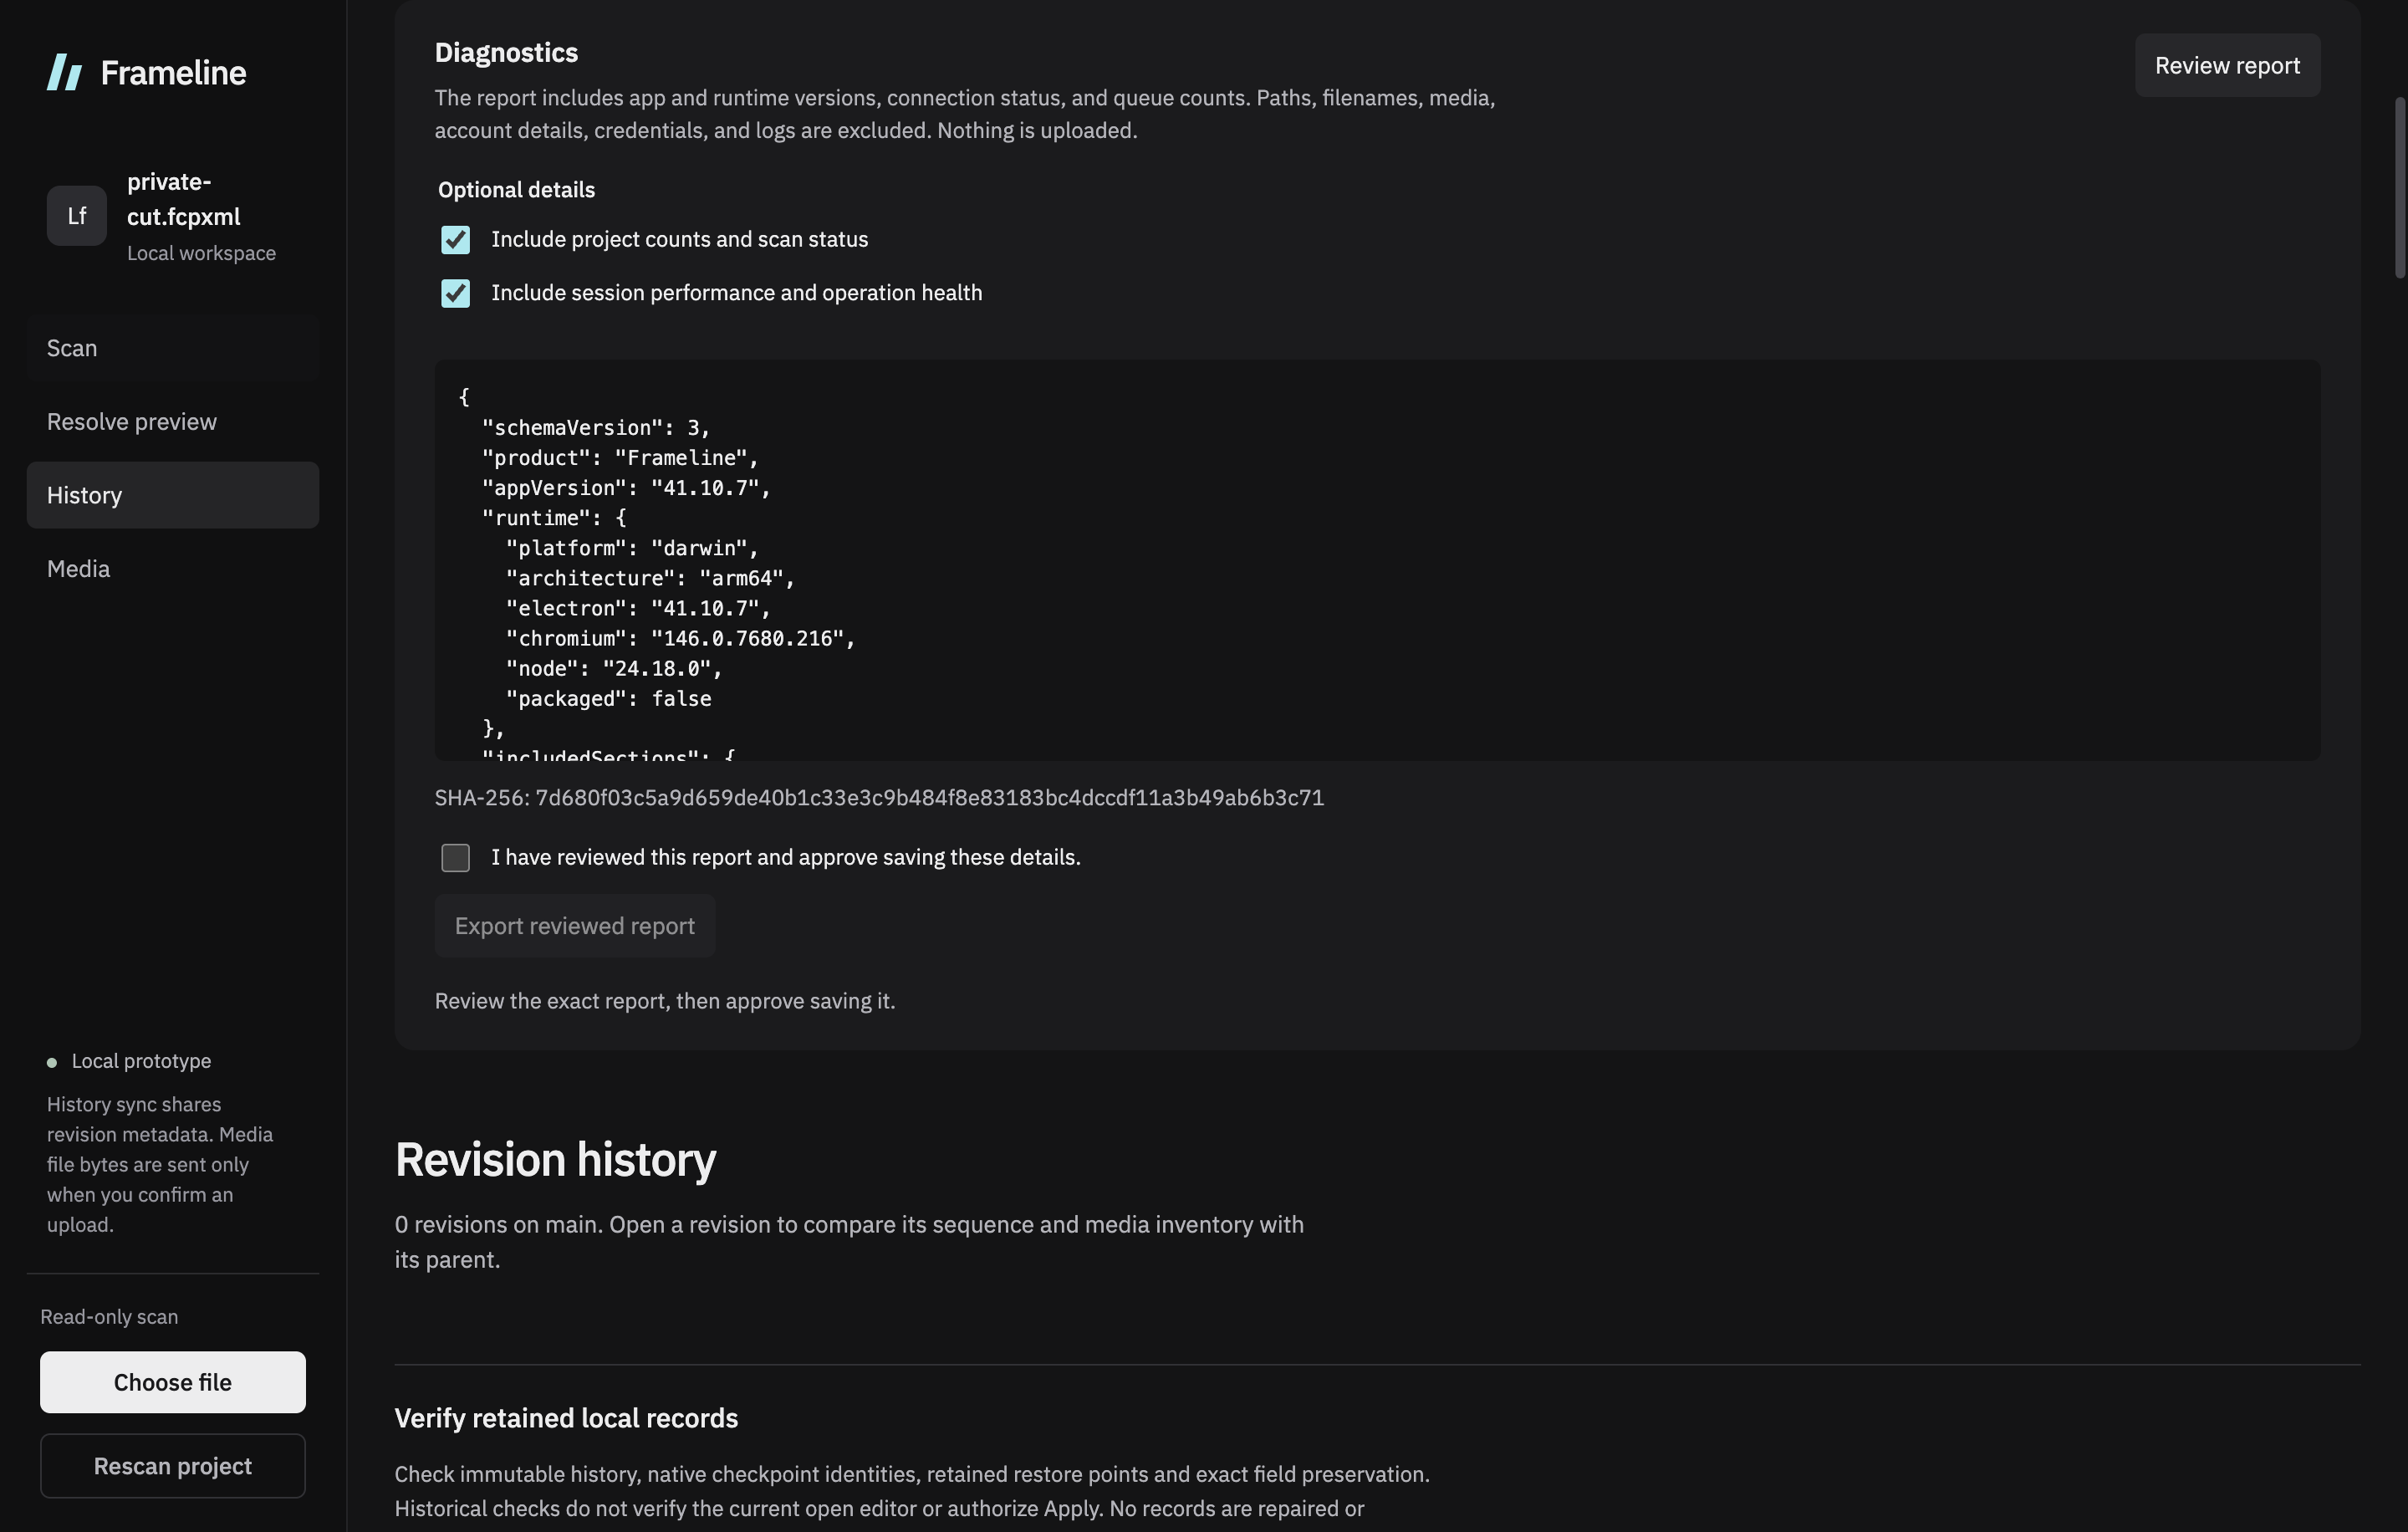 Frameline
Lf
private-
cut.fcpxml
Local workspace
Scan
Resolve preview
History
Media
Local prototype
History sync shares
revision metadata. Media
file bytes are sent only
when you confirm an
upload.
Read-only scan
Choose file
Rescan project
Diagnostics
Review report
The report includes app and runtime versions, connection status, and queue counts. Paths, filenames, media,
account details, credentials, and logs are excluded. Nothing is uploaded.
Optional details
Include project counts and scan status
Include session performance and operation health
{
  "schemaVersion": 3,
  "product": "Frameline",
  "appVersion": "41.10.7",
  "runtime": {
    "platform": "darwin",
    "architecture": "arm64",
    "electron": "41.10.7",
    "chromium": "146.0.7680.216",
    "node": "24.18.0",
    "packaged": false
  },
  "includedSections": {
SHA-256: 7d680f03c5a9d659de40b1c33e3c9b484f8e83183bc4dccdf11a3b49ab6b3c71
I have reviewed this report and approve saving these details.
Export reviewed report
Review the exact report, then approve saving it.
Revision history
0 revisions on main. Open a revision to compare its sequence and media inventory with
its parent.
Verify retained local records
Check immutable history, native checkpoint identities, retained restore points and exact field preservation.
Historical checks do not verify the current open editor or authorize Apply. No records are repaired or